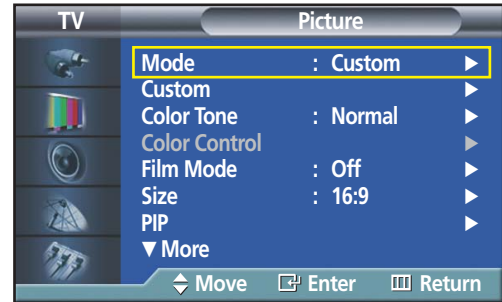 TV Picture
Mode : Custom ▶
Custom ▶
Color Tone : Normal ▶
Color Control ▶
Film Mode : Off ▶
Size : 16:9 ▶
PIP ▶
▼ More
Move Enter Return